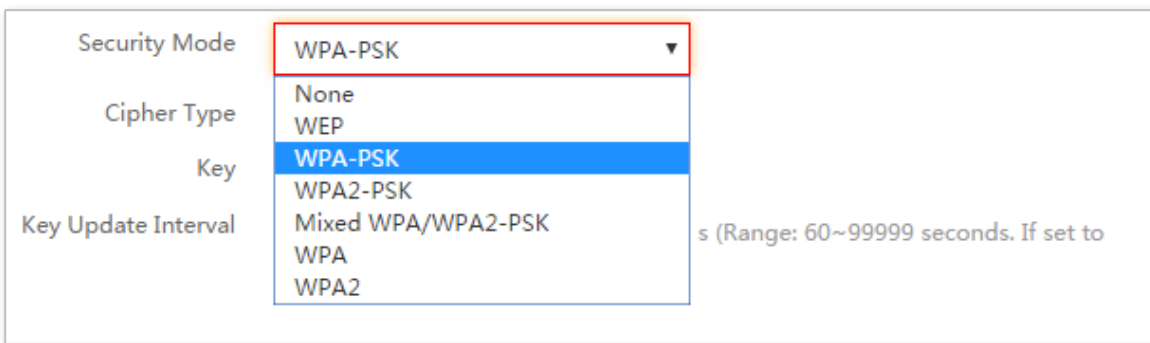 Security Mode
WPA-PSK
None
Cipher Type
WEP
WPA-PSK
Key
WPA2-PSK
Key Update Interval
Mixed WPA/WPA2-PSK
s (Range: 60~99999 seconds. If set to
WPA
WPA2